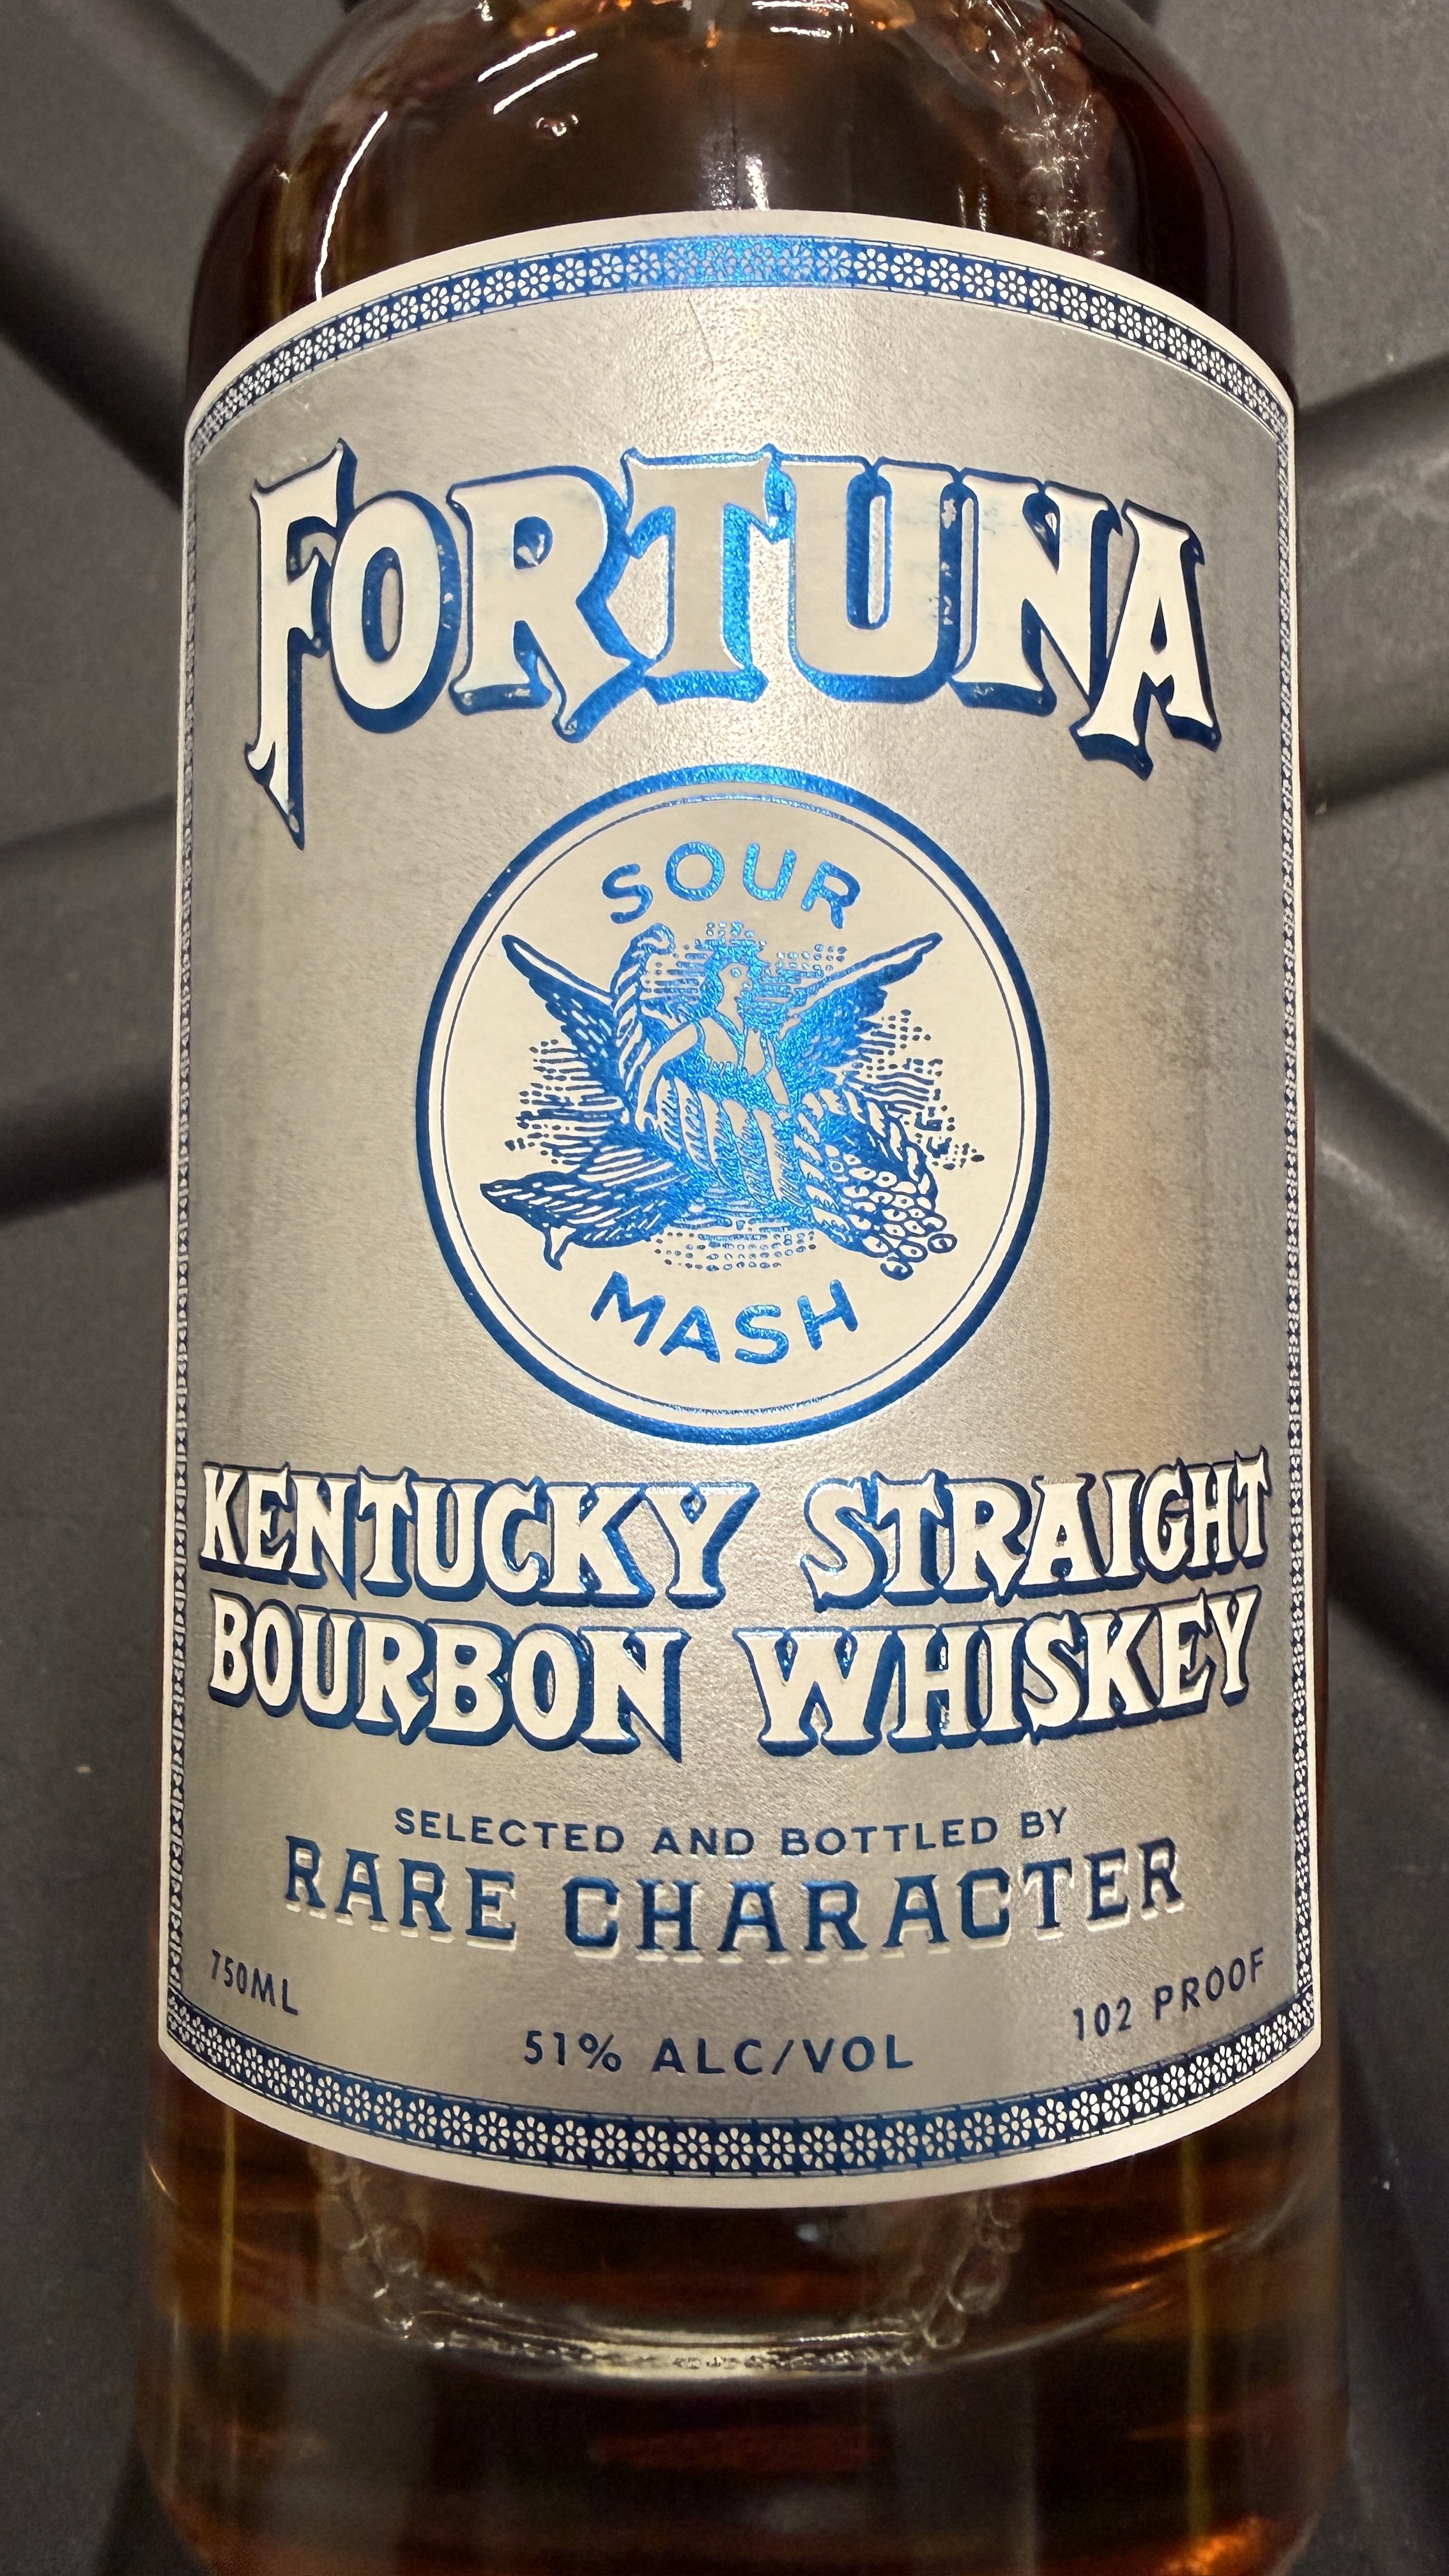 FORTUNA
SOUR
MASH
KENTUCKY STRAIGHT
BOURBON WHISKEY
SELECTED AND BOTTLED BY
RARE CHARACTER
750ML
102 PROOF
51% ALC/VOL